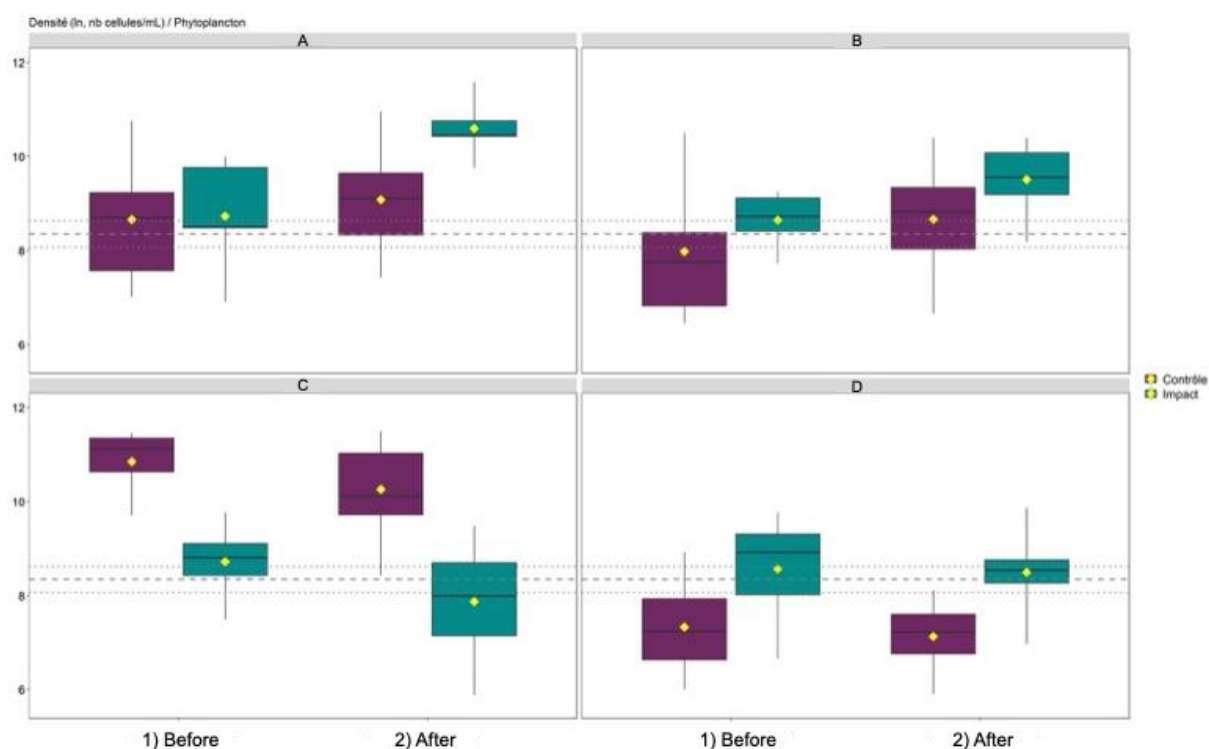 Densité (ln, nb cellules/mL) / Phytoplancton
A
B
12
10
8
6
C
D
12
10
8
6
Contrôle
Impact
1) Before
2) After
1) Before
2) After